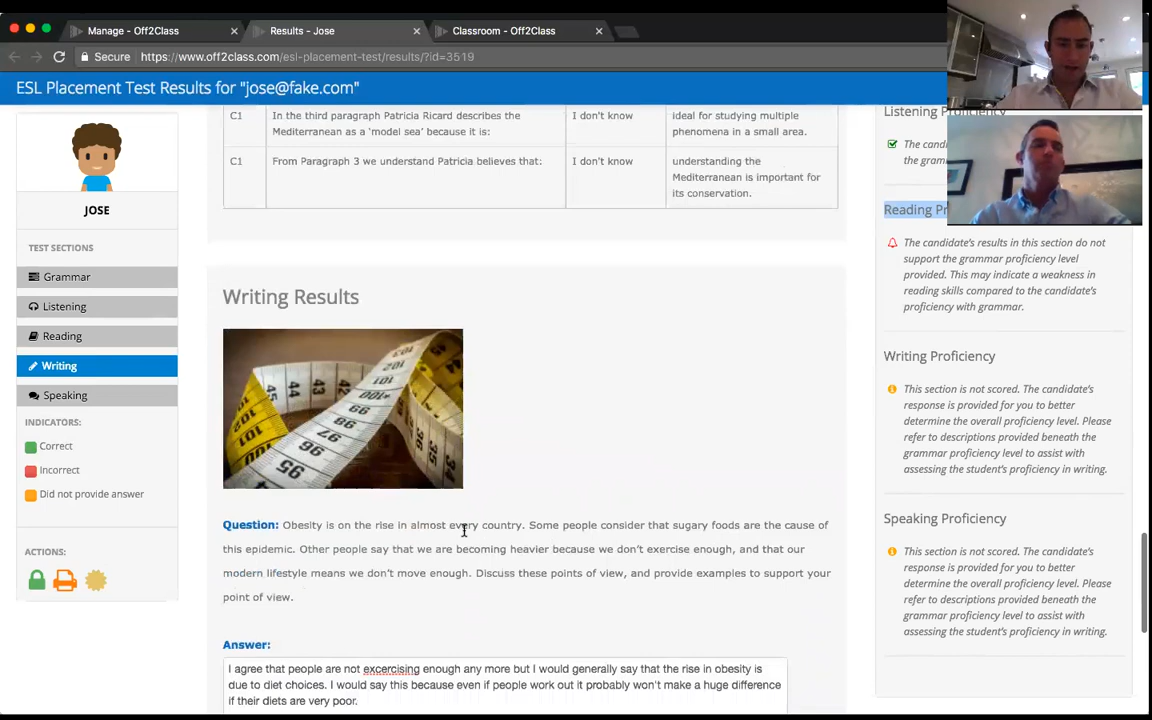 Manage - Off2Class
Results - Jose
Classroom - Off2Class
Secure
https://www.off2class.com/esl-placement-test/results/?id=3519
ESL Placement Test Results for "jose@fake.com"
JOSE
TEST SECTIONS
Grammar
Listening
Reading
Writing
Speaking
INDICATORS:
Correct
Incorrect
Did not provide answer
ACTIONS:
C1
In the third paragraph Patricia Ricard describes the
Mediterranean as a ‘model sea’ because it is:
I don't know
ideal for studying multiple
phenomena in a small area.
C1
From Paragraph 3 we understand Patricia believes that:
I don't know
understanding the
Mediterranean is important for
its conservation.
Writing Results
103
102
101
100
99
98
97
96
95
42
43
44
45
102
101
100
34
Question: Obesity is on the rise in almost every country. Some people consider that sugary foods are the cause of
this epidemic. Other people say that we are becoming heavier because we don’t exercise enough, and that our
modern lifestyle means we don’t move enough. Discuss these points of view, and provide examples to support your
point of view.
Answer:
I agree that people are not excercising enough any more but I would generally say that the rise in obesity is
due to diet choices. I would say this because even if people work out it probably won't make a huge difference
if their diets are very poor.
Listening Proficiency
The candi
the gramm
Reading Pr
The candidate’s results in this section do not
support the grammar proficiency level
provided. This may indicate a weakness in
reading skills compared to the candidate’s
proficiency with grammar.
Writing Proficiency
This section is not scored. The candidate’s
response is provided for you to better
determine the overall proficiency level. Please
refer to descriptions provided beneath the
grammar proficiency level to assist with
assessing the student’s proficiency in writing.
Speaking Proficiency
This section is not scored. The candidate’s
response is provided for you to better
determine the overall proficiency level. Please
refer to descriptions provided beneath the
grammar proficiency level to assist with
assessing the student’s proficiency in writing.